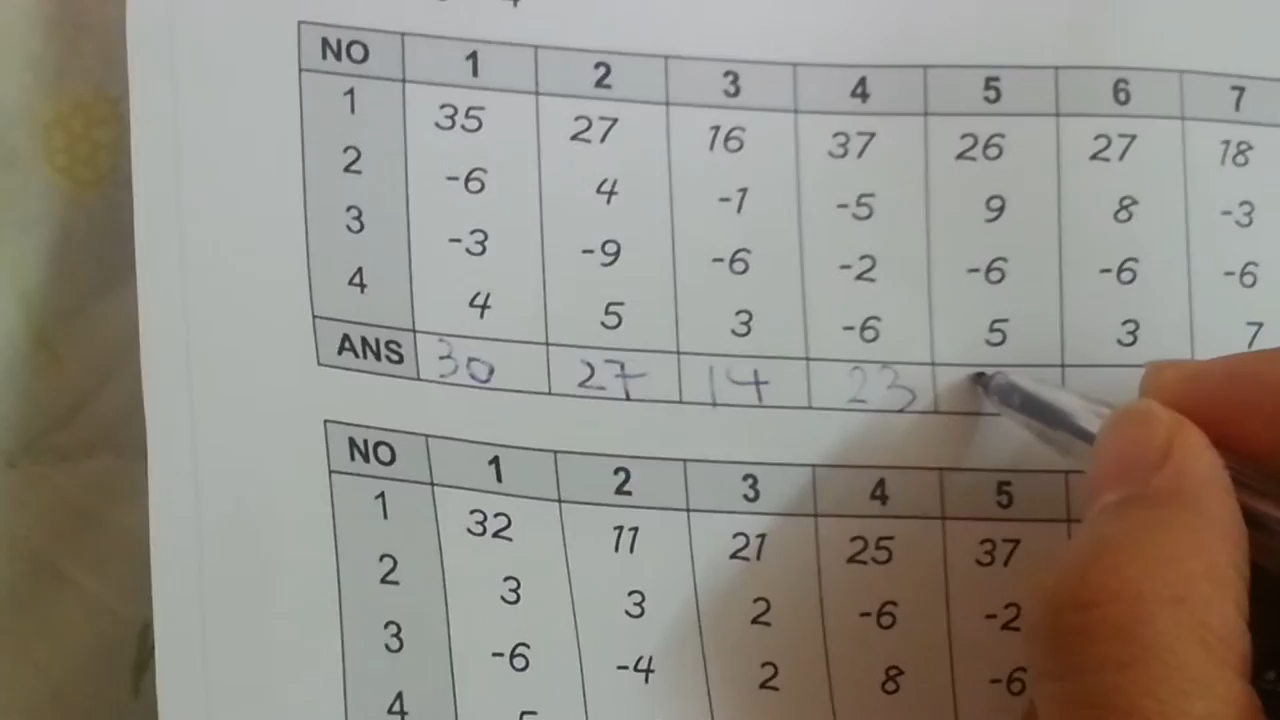 NO 1 2 3 4 5 6 7
1 35 27 16 37 26 27 18
2 -6 4 -1 -5 9 8 -3
3 -3 -9 -6 -2 -6 -6 -6
4 4 5 3 -6 5 3 7
ANS 30 27 14 23
NO 1 2 3 4 5
1 32 11 21 25 37
2 3 3 2 -6 -2
3 -6 -4 2 8 -6
4